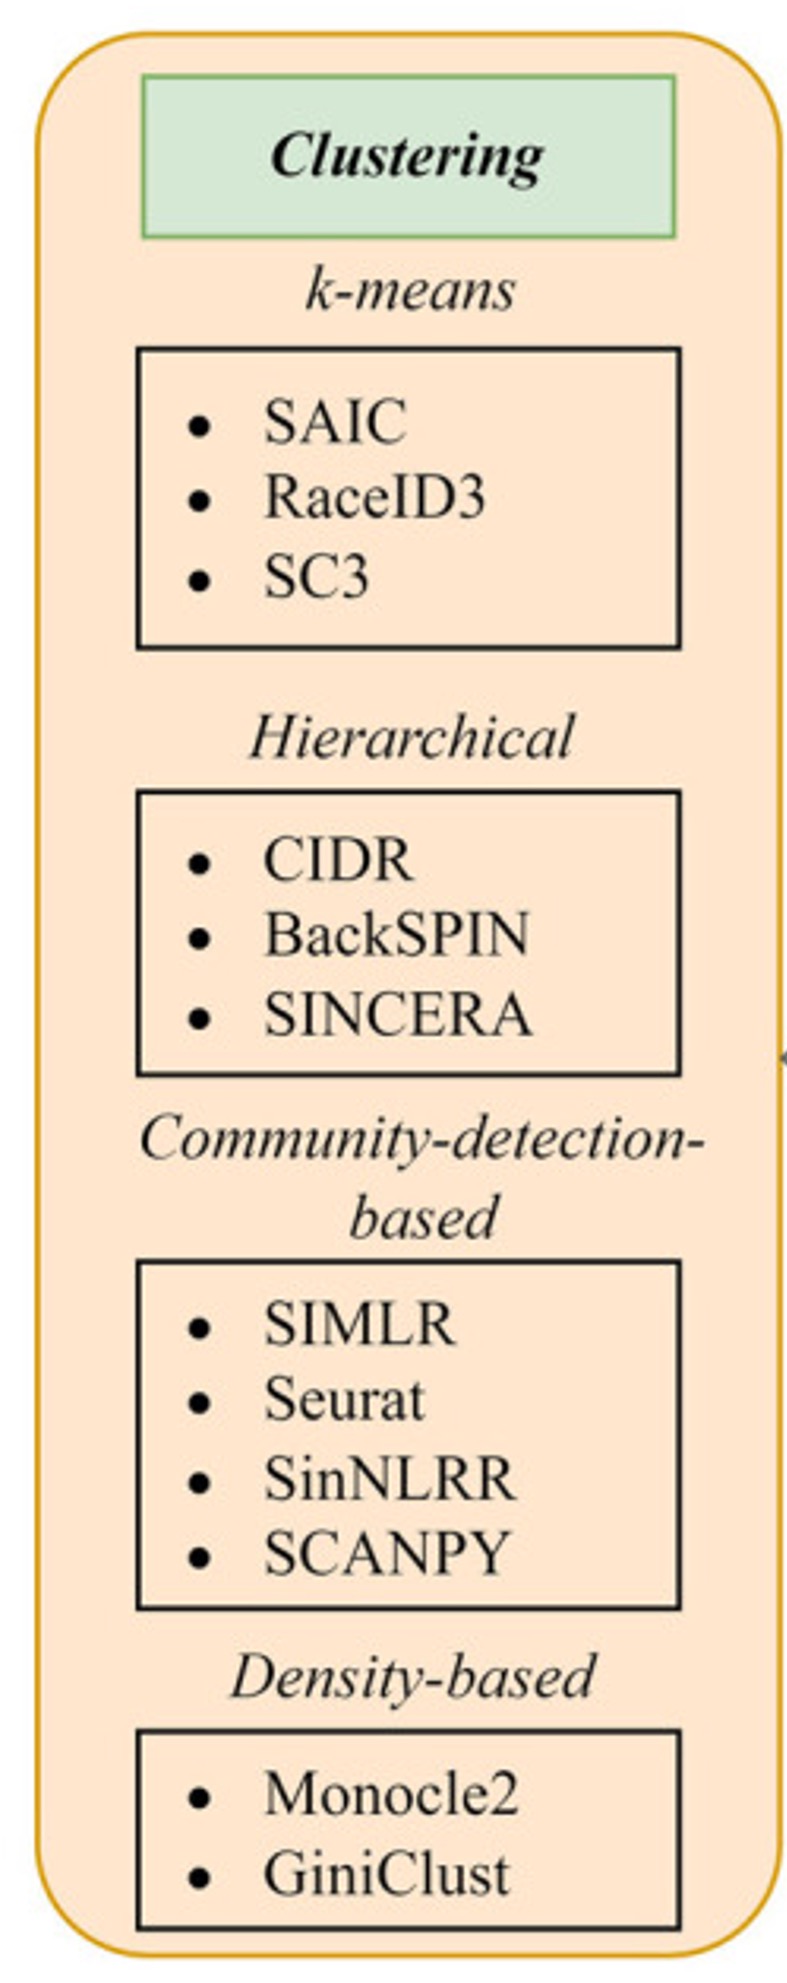 Clustering
k-means
• SAIC
• RaceID3
• SC3
Hierarchical
• CIDR
• BackSPIN
• SINCERA
Community-detection-
based
• SIMLR
• Seurat
• SinNLRR
• SCANPY
Density-based
• Monocle2
• GiniClust